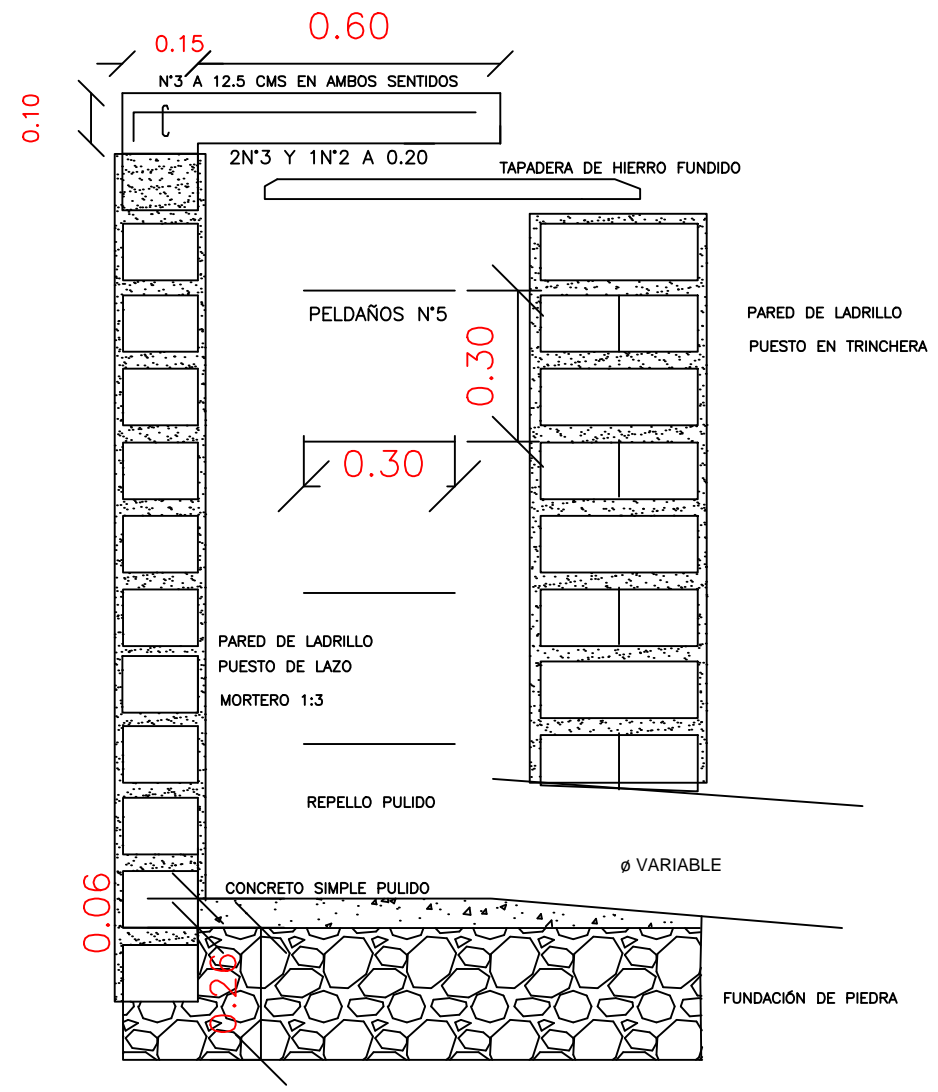 0.60
0.15
N°3 A 12.5 CMS EN AMBOS SENTIDOS
0.10
2N°3 Y 1N°2 A 0.20
TAPADERA DE HIERRO FUNDIDO
PELDAÑOS N°5
PARED DE LADRILLO
PUESTO EN TRINCHERA
0.30
0.30
PARED DE LADRILLO
PUESTO DE LAZO
MORTERO 1:3
REPELLO PULIDO
ø VARIABLE
CONCRETO SIMPLE PULIDO
0.06
0.26
FUNDACIÓN DE PIEDRA